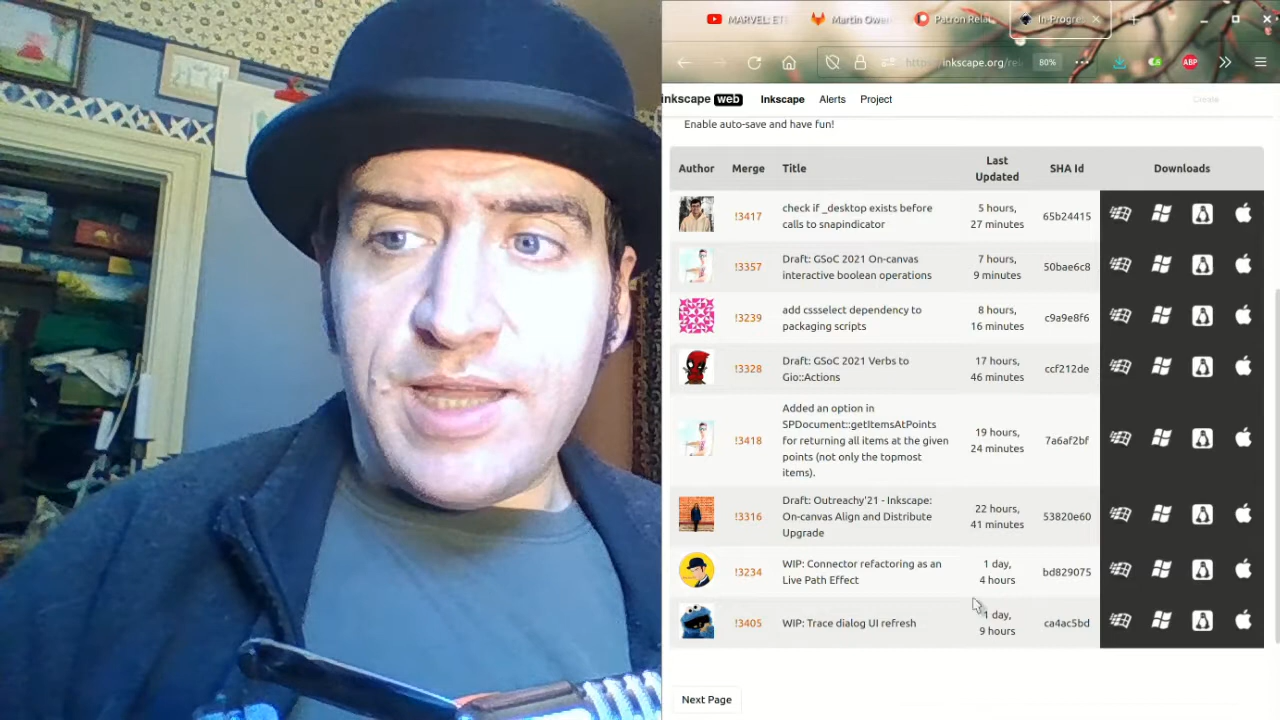 MARVEL: ET
Martin Owen
Patron Rela
In-Progres
inkscape.org/rel
80%
ABP
inkscape web
Inkscape
Alerts
Project
Create
Enable auto-save and have fun!
Author
Merge
Title
Last
Updated
SHA Id
Downloads
!3417
check if _desktop exists before
calls to snapindicator
5 hours,
27 minutes
65b24415
!3357
Draft: GSoC 2021 On-canvas
interactive boolean operations
7 hours,
9 minutes
50bae6c8
!3239
add cssselect dependency to
packaging scripts
8 hours,
16 minutes
c9a9e8f6
!3328
Draft: GSoC 2021 Verbs to
Gio::Actions
17 hours,
46 minutes
ccf212de
!3418
Added an option in
SPDocument::getItemsAtPoints
for returning all items at the given
points (not only the topmost
items).
19 hours,
24 minutes
7a6af2bf
!3316
Draft: Outreachy'21 - Inkscape:
On-canvas Align and Distribute
Upgrade
22 hours,
41 minutes
53820e60
!3234
WIP: Connector refactoring as an
Live Path Effect
1 day,
4 hours
bd829075
!3405
WIP: Trace dialog UI refresh
1 day,
9 hours
ca4ac5bd
Next Page